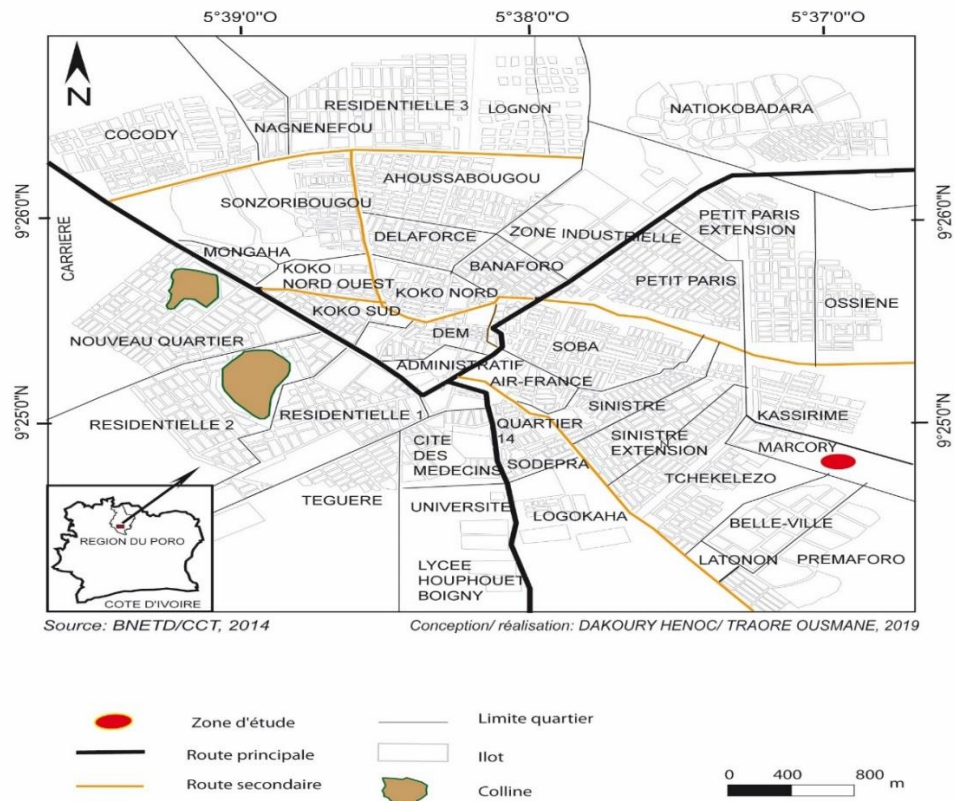 5°39'0"O
5°38'0"O
5°37'0"O
N
RESIDENTIELLE 3
LOGNON
NATIOKOBADARA
COCODY
NAGNENEFOU
AHOUSSABOUGOU
9°26'0"N
9°26'0"N
SONZORIBOUGOU
PETIT PARIS
EXTENSION
CARRIERE
DELAFORCE
ZONE INDUSTRIELLE
MONGAHA
KOKO
NORD OUEST
BANAFORO
PETIT PARIS
KOKO NORD
OSSIENE
KOKO SUD
DEM
NOUVEAU QUARTIER
SOBA
ADMINISTRATIF
AIR-FRANCE
9°25'0"N
9°25'0"N
RESIDENTIELLE 2
RESIDENTIELLE 1
SINISTRE
KASSIRIME
QUARTIER
14
CITE
DES
MEDECINS
SINISTRE
EXTENSION
MARCORY
SODEPRA
TCHEKELEZO
TEGUERE
UNIVERSITE
LOGOKAHA
BELLE-VILLE
REGION DU PORO
LATONON
PREMAFORO
LYCEE
HOUPHOUET
BOIGNY
COTE D'IVOIRE
Source: BNETD/CCT, 2014
Conception/ réalisation: DAKOURY HENOC/ TRAORE OUSMANE, 2019
Zone d'étude
Limite quartier
Route principale
Ilot
Route secondaire
Colline
0 400 800 m